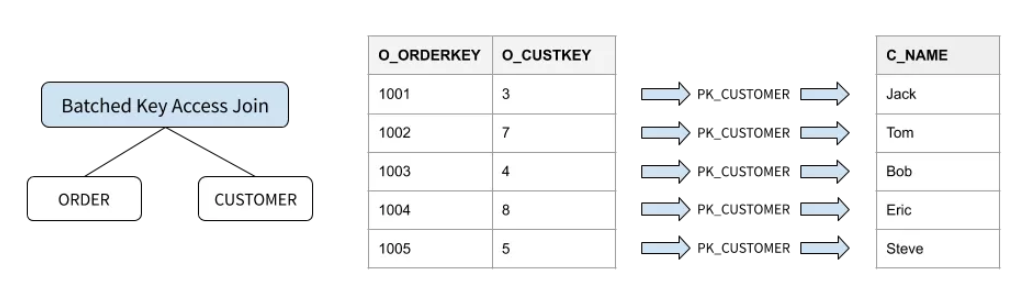 Batched Key Access Join
ORDER
CUSTOMER
O_ORDERKEY O_CUSTKEY C_NAME
1001 3 PK_CUSTOMER Jack
1002 7 PK_CUSTOMER Tom
1003 4 PK_CUSTOMER Bob
1004 8 PK_CUSTOMER Eric
1005 5 PK_CUSTOMER Steve